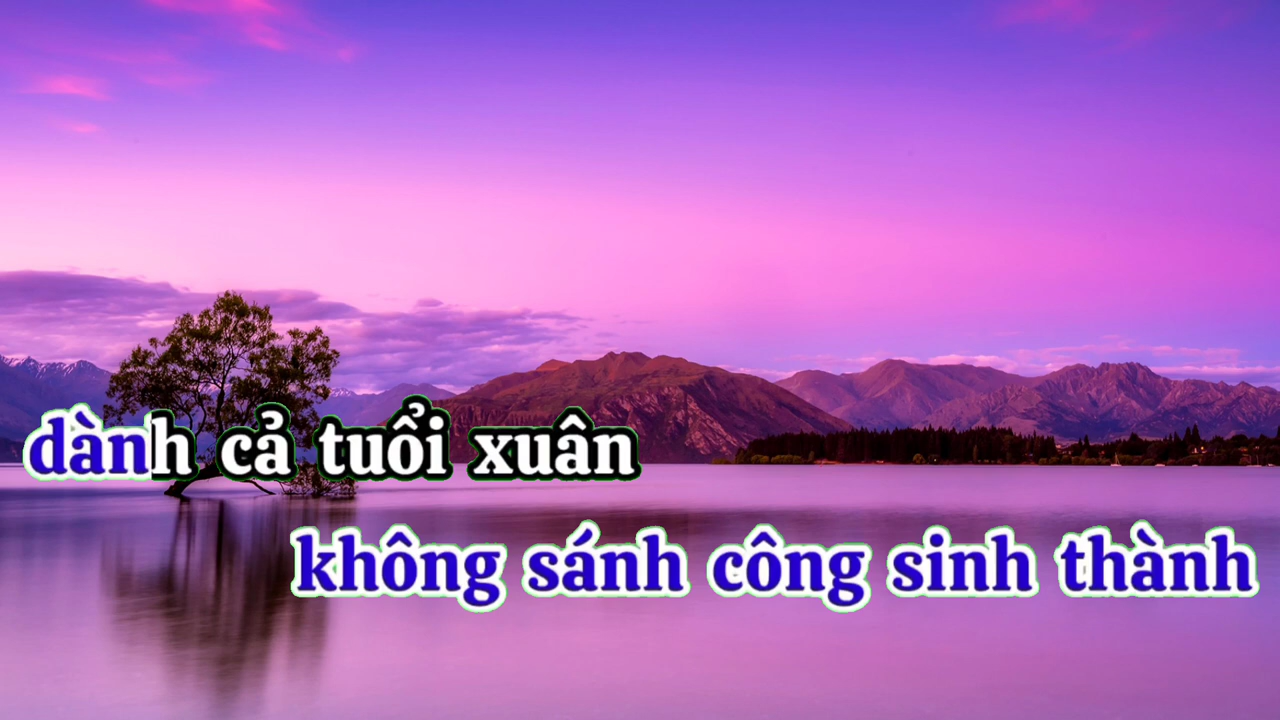 dành cả tuổi xuân
không sánh công sinh thành